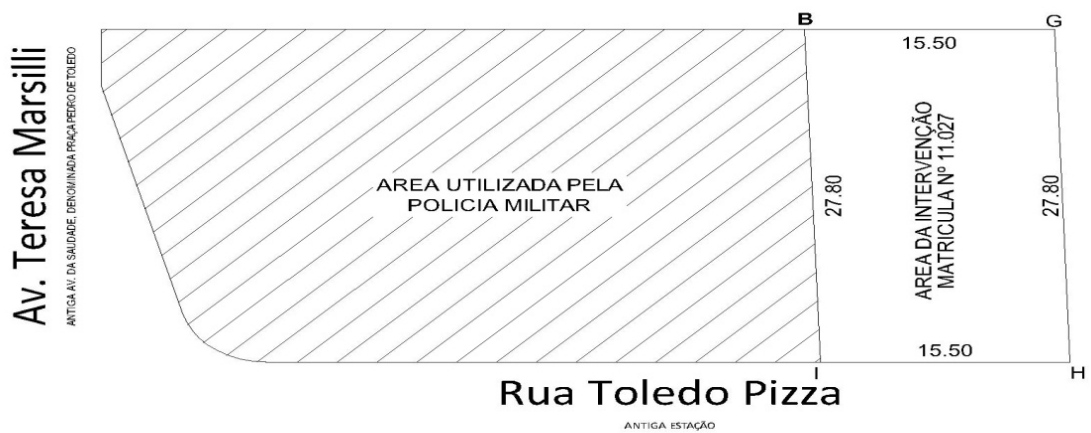 Av. Teresa Marsilli
ANTIGA AV. DA SAUDADE, DENOMINADA PRAÇA PEDRO DE TOLEDO
B
G
15.50
AREA UTILIZADA PELA
POLICIA MILITAR
27.80
AREA DA INTERVENÇÃO
MATRICULA Nº 11.027
27.80
15.50
I
H
Rua Toledo Pizza
ANTIGA ESTAÇÃO